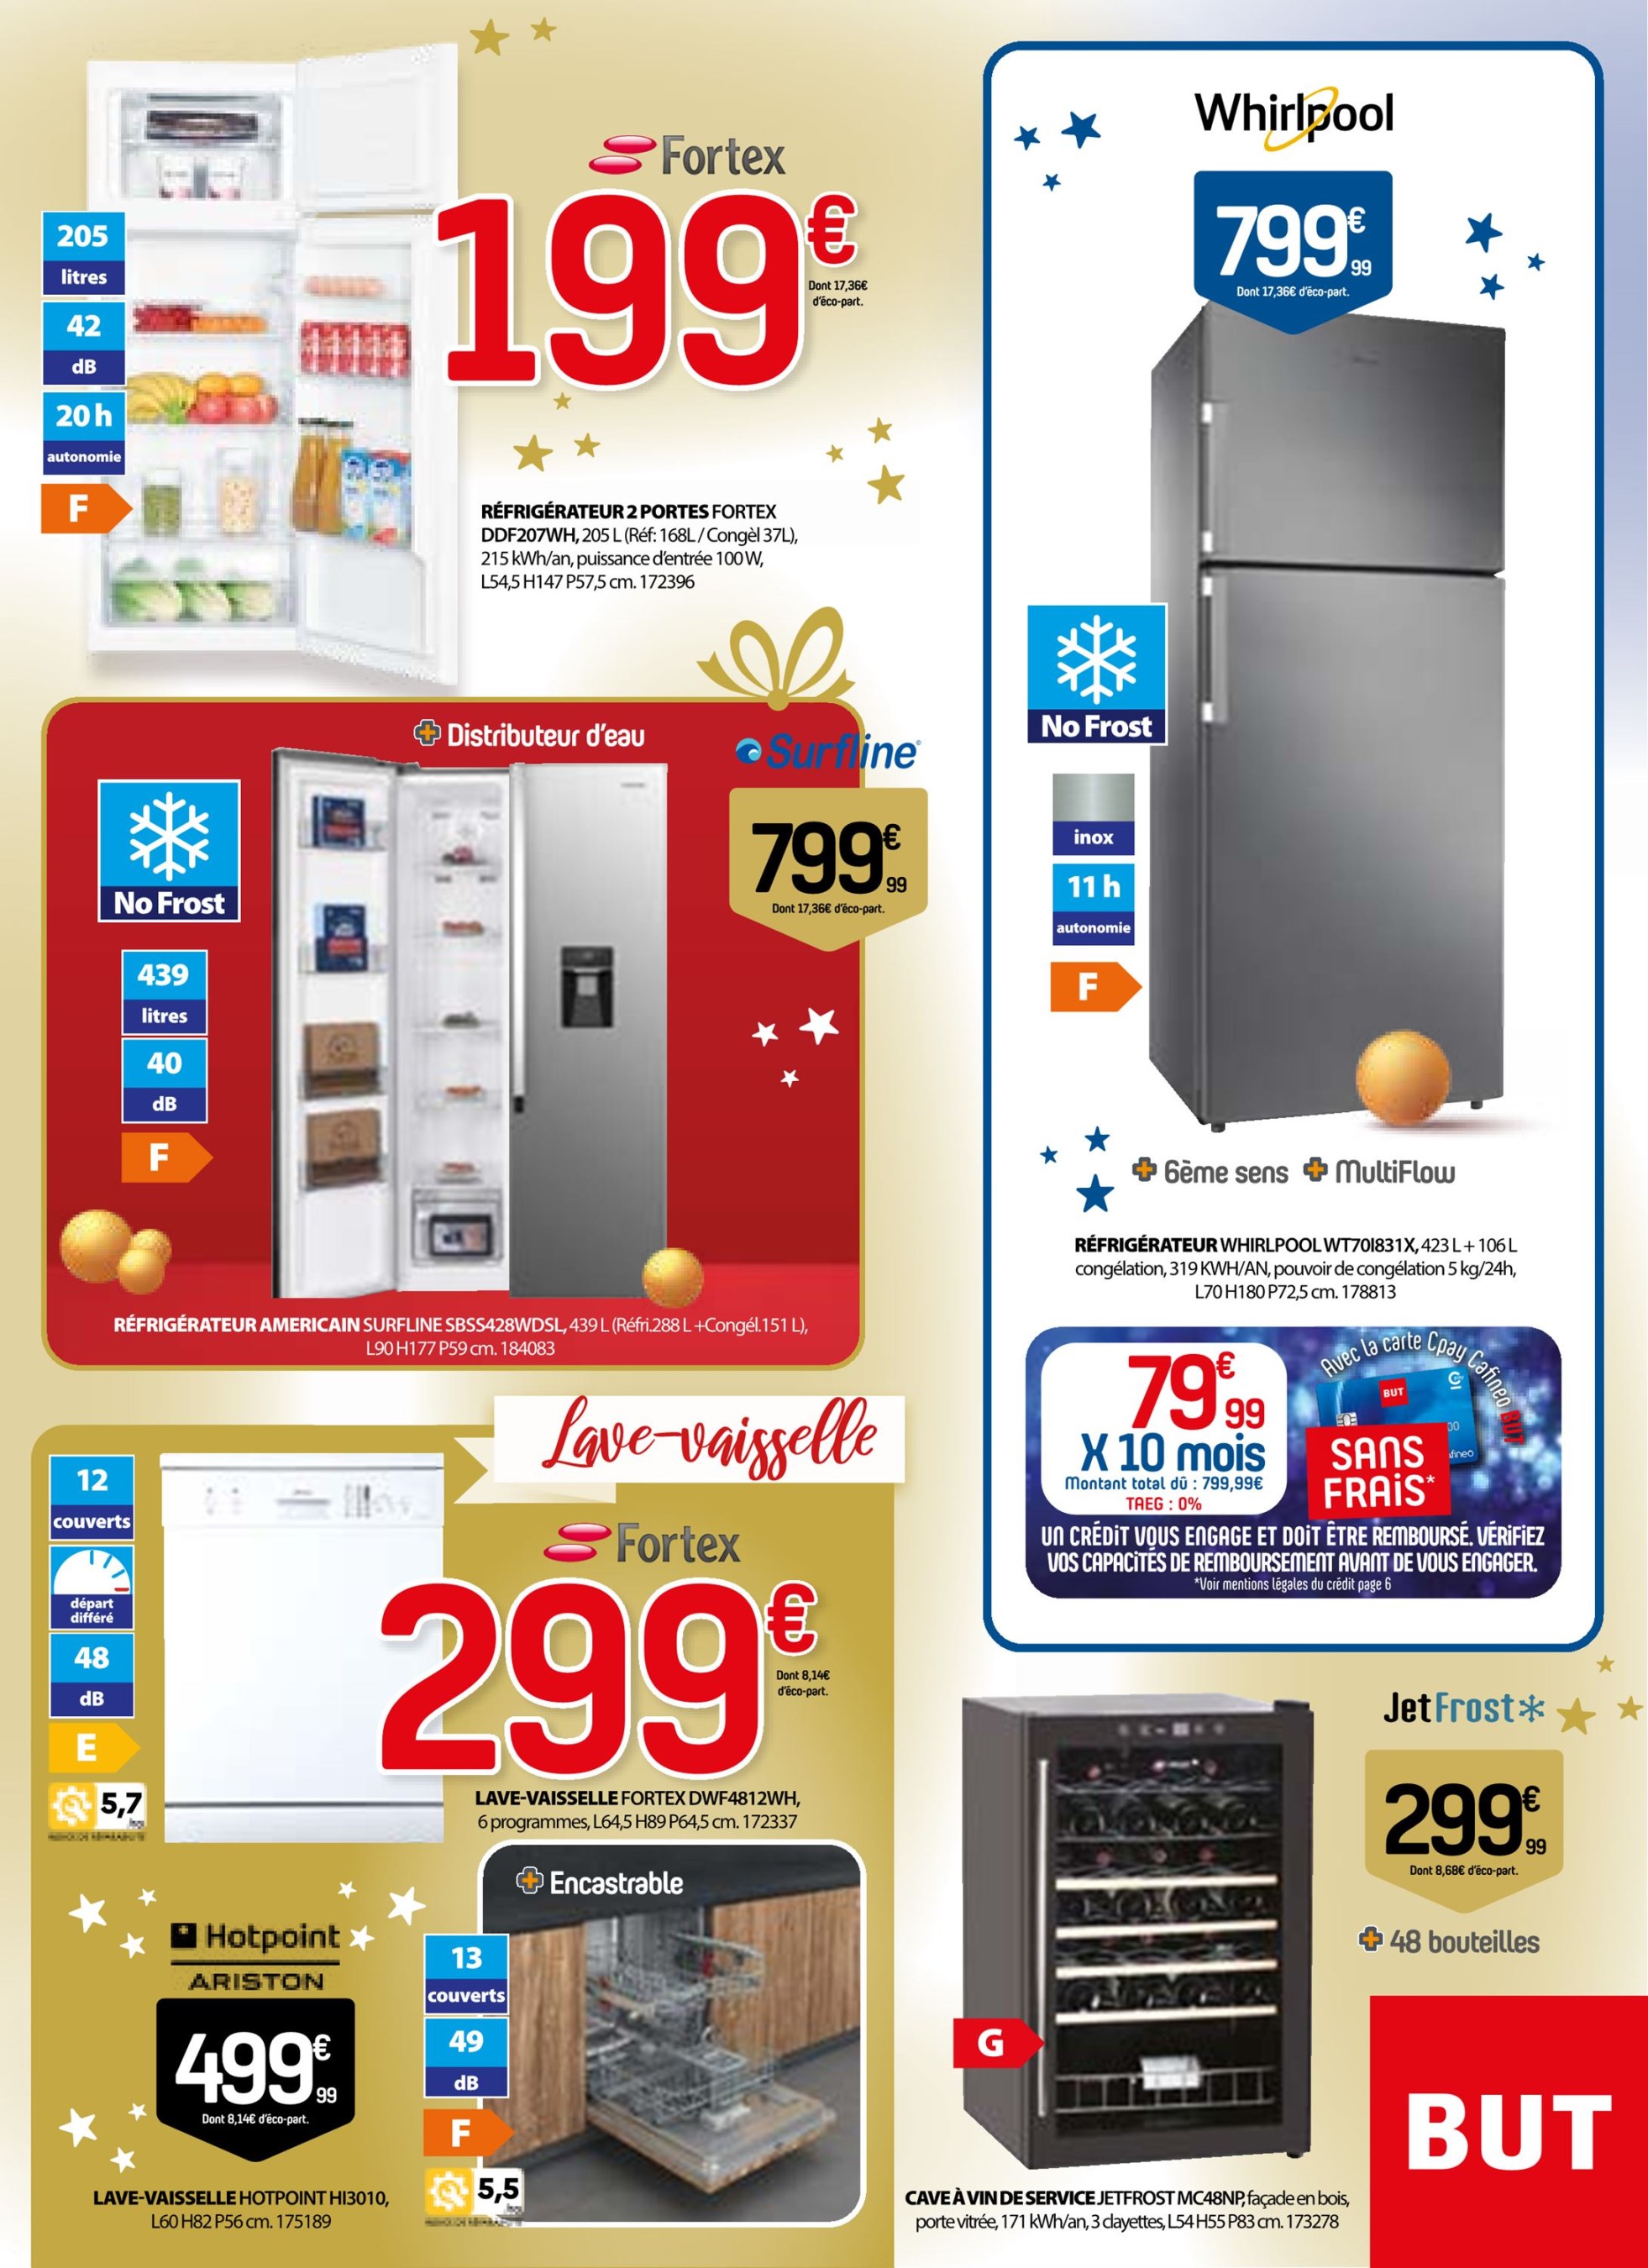 Fortex
199€
Dont 17,36€
d'éco-part.
205
litres
42
dB
20 h
autonomie
F
RÉFRIGÉRATEUR 2 PORTES FORTEX
DDF207WH, 205 L (Réf: 168L / Congèl 37L),
215 kWh/an, puissance d'entrée 100 W,
L54,5 H147 P57,5 cm. 172396
Whirlpool
799€99
Dont 17,36€ d'éco-part.
No Frost
inox
11 h
autonomie
F
6ème sens MultiFlow
RÉFRIGÉRATEUR WHIRLPOOL WT70I831X, 423 L + 106 L
congélation, 319 KWH/AN, pouvoir de congélation 5 kg/24h,
L70 H180 P72,5 cm. 178813
79€99
X 10 mois
Montant total dû : 799,99€
TAEG : 0%
Avec la carte Cpay Cafineo BUT
BUT
SANS
FRAIS*
UN CRÉDIT VOUS ENGAGE ET DOIT ÊTRE REMBOURSÉ. VÉRIFIEZ
VOS CAPACITÉS DE REMBOURSEMENT AVANT DE VOUS ENGAGER.
*Voir mentions légales du crédit page 6
Distributeur d'eau
Surfline
799€99
Dont 17,36€ d'éco-part.
No Frost
439
litres
40
dB
F
RÉFRIGÉRATEUR AMERICAIN SURFLINE SBSS428WDSL, 439 L (Réfri.288 L +Congél.151 L),
L90 H177 P59 cm. 184083
Lave-vaisselle
12
couverts
départ
différé
48
dB
E
5,7
Fortex
299€
Dont 8,14€
d'éco-part.
LAVE-VAISSELLE FORTEX DWF4812WH,
6 programmes, L64,5 H89 P64,5 cm. 172337
Encastrable
Hotpoint
ARISTON
499€99
Dont 8,14€ d'éco-part.
13
couverts
49
dB
F
5,5
LAVE-VAISSELLE HOTPOINT HI3010,
L60 H82 P56 cm. 175189
JetFrost
299€99
Dont 8,68€ d'éco-part.
48 bouteilles
G
CAVE À VIN DE SERVICE JETFROST MC48NP, façade en bois,
porte vitrée, 171 kWh/an, 3 clayettes, L54 H55 P83 cm. 173278
BUT